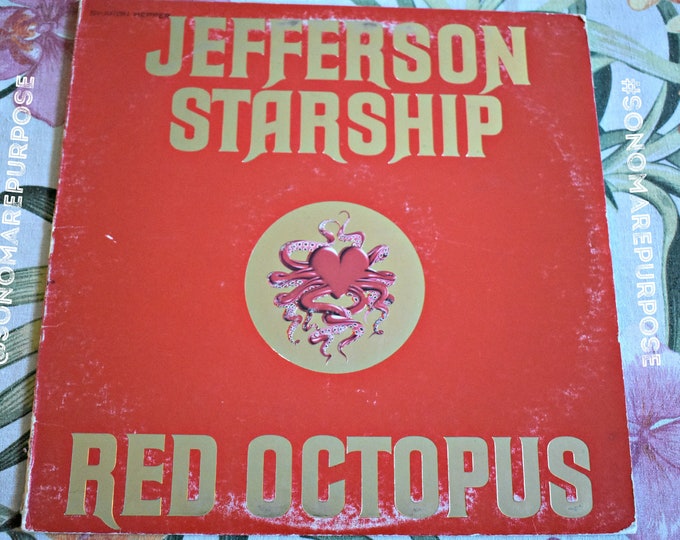 JEFFERSON
STARSHIP
RED OCTOPUS
@SONOMAREPURPOSE
#SONOMAREPURPOSE